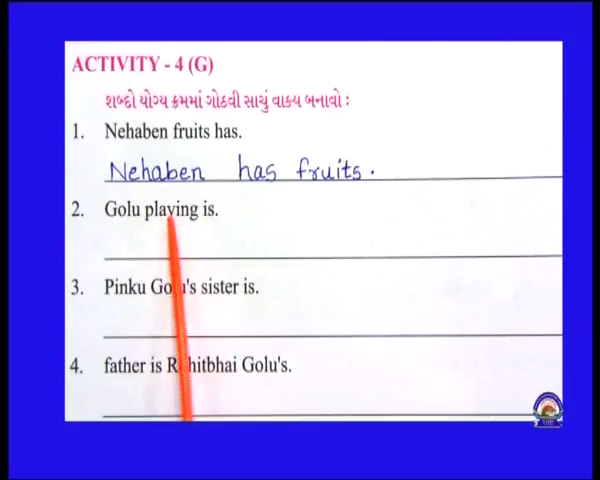 ACTIVITY - 4 (G)
શબ્દો યોગ્ય ક્રમમાં ગોઠવી સાચું વાક્ય બનાવો :
1. Nehaben fruits has.
Nehaben has fruits.
2. Golu playing is.
3. Pinku Golu's sister is.
4. father is Rohitbhai Golu's.